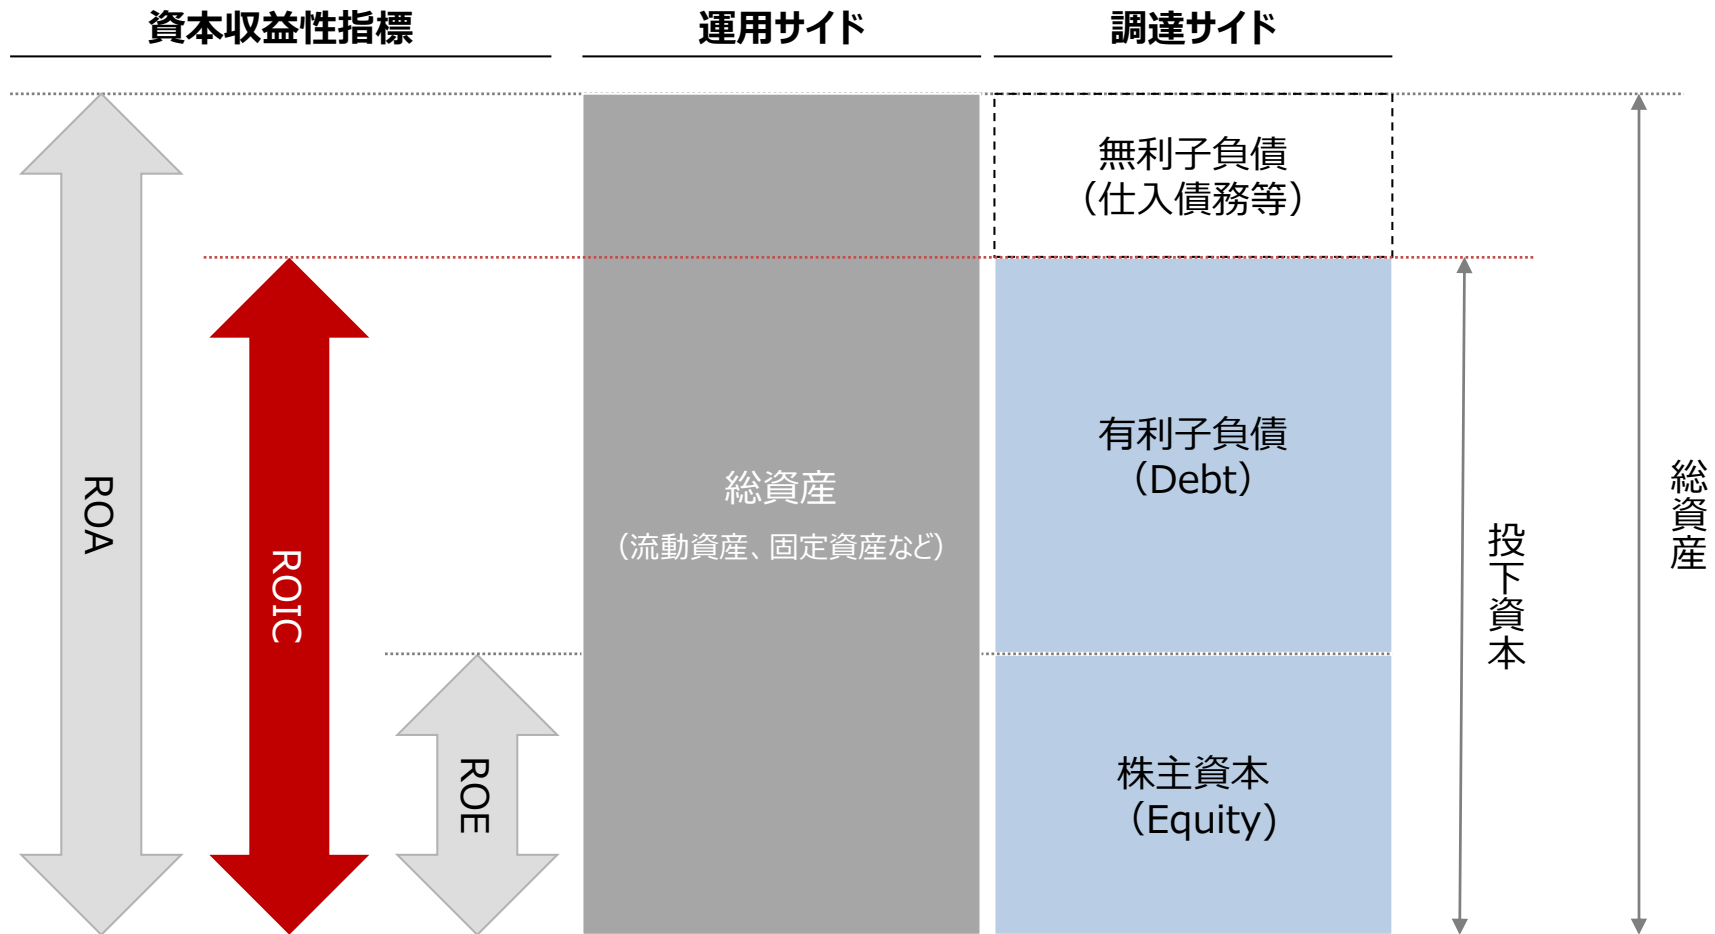 資本収益性指標
運用サイド
調達サイド
無利子負債
（仕入債務等）
有利子負債
（Debt）
総資産
（流動資産、固定資産など）
株主資本
（Equity）
ROA
ROIC
ROE
投下資本
総資産